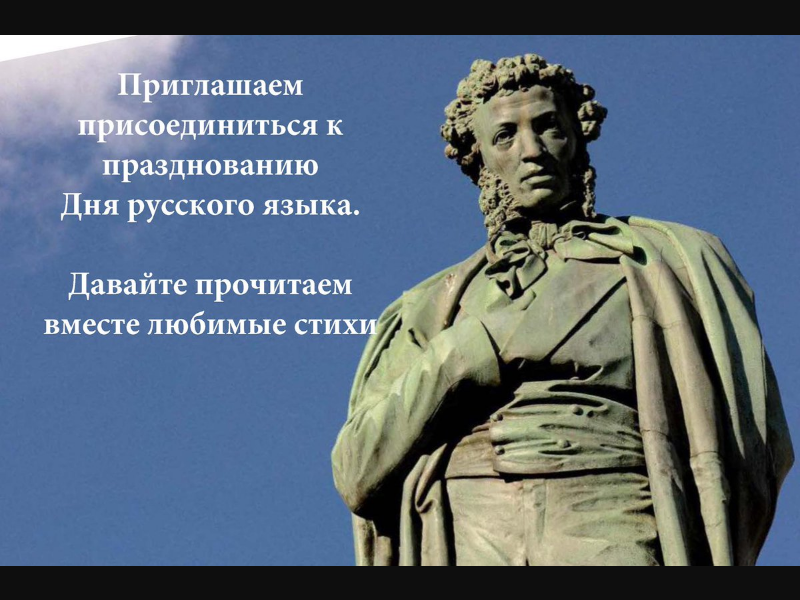 Приглашаем
присоединиться к
празднованию
Дня русского языка.
Давайте прочитаем
вместе любимые стихи